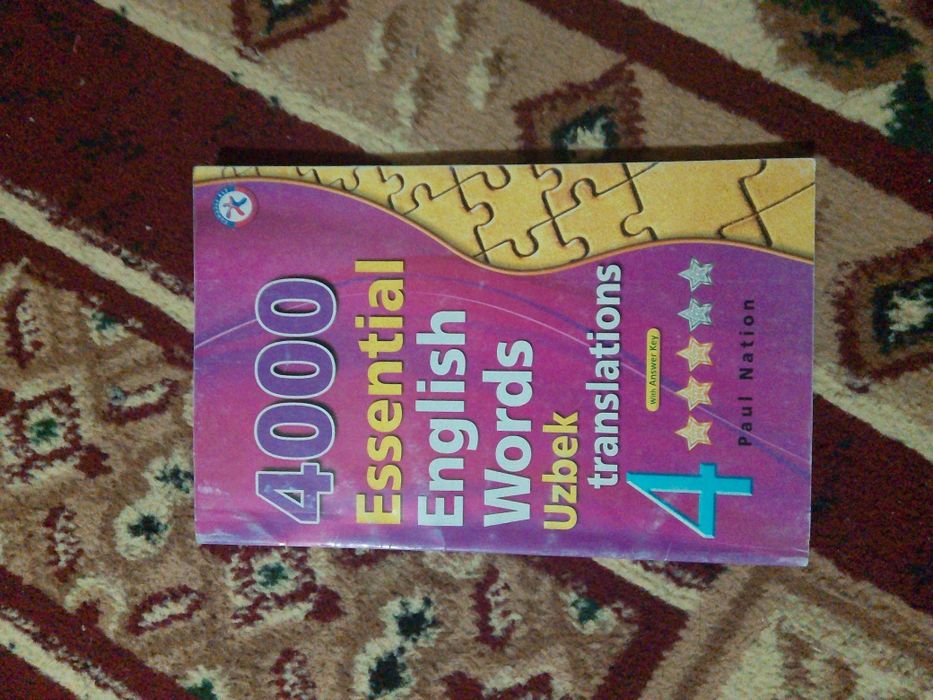 4000
Essential
English
Words
Uzbek
translations
With Answer Key
4
Paul Nation